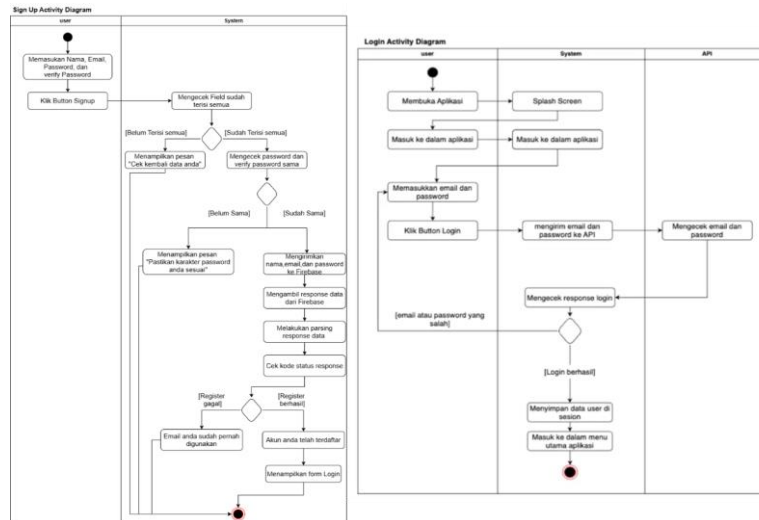 Sign Up Activity Diagram
user
System
Memasukan Nama, Email,
Password, dan
verify Password
Klik Button Signup
Mengecek Field sudah
terisi semua
[Belum Terisi semua]
[Sudah Terisi semua]
Menampilkan pesan
"Cek kembali data anda"
Mengecek password dan
verify password sama
[Belum Sama]
[Sudah Sama]
Menampilkan pesan
"Pastikan karakter password
anda sesuai"
Mengirimkan
nama,email,dan password
ke Firebase
Mengambil response data
dari Firebase
Melakukan parsing
response data
Cek kode status response
[Register
gagal]
[Register
berhasil]
Email anda sudah pernah
digunakan
Akun anda telah terdaftar
Menampilkan form Login
Login Activity Diagram
user
System
API
Membuka Aplikasi
Splash Screen
Masuk ke dalam aplikasi
Masuk ke dalam aplikasi
Memasukkan email dan
password
Klik Button Login
mengirim email dan
password ke API
Mengecek email dan
password
Mengecek response login
[email atau password yang
salah]
[Login berhasil]
Menyimpan data user di
sesion
Masuk ke dalam menu
utama aplikasi